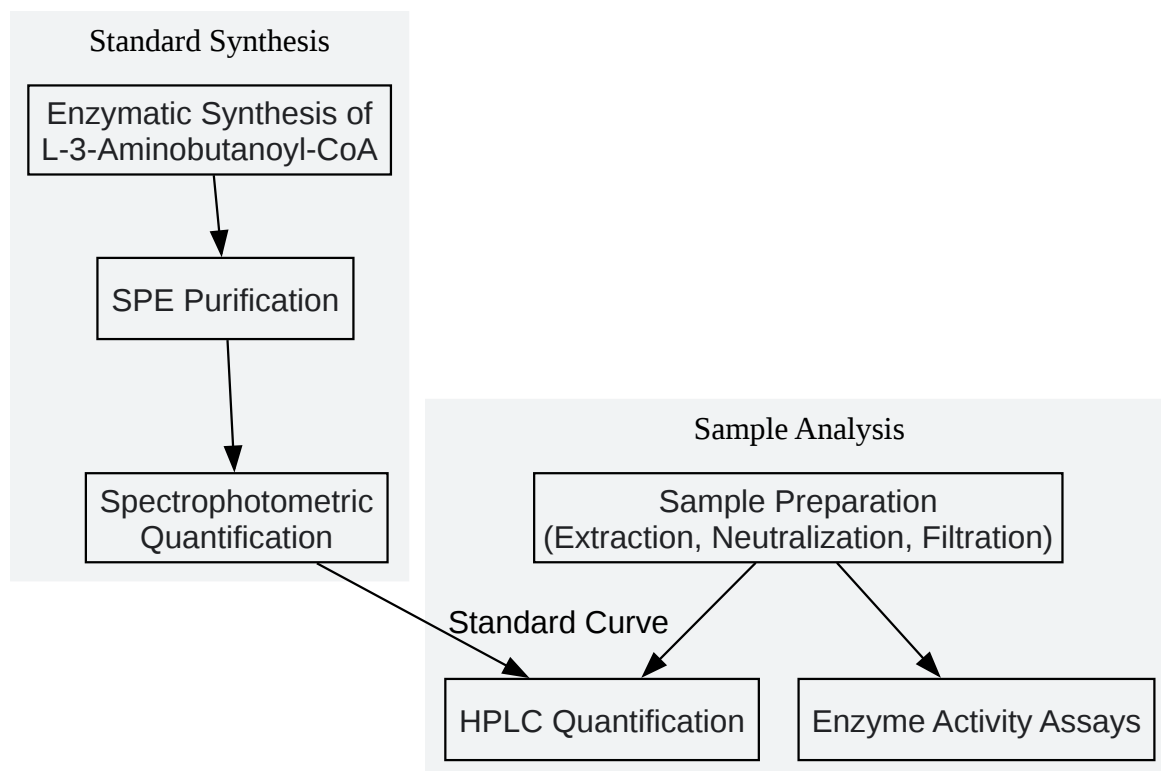 Standard Synthesis
Enzymatic Synthesis of
L-3-Aminobutanoyl-CoA
SPE Purification
Spectrophotometric
Quantification
Sample Analysis
Sample Preparation
(Extraction, Neutralization, Filtration)
Standard Curve
HPLC Quantification
Enzyme Activity Assays